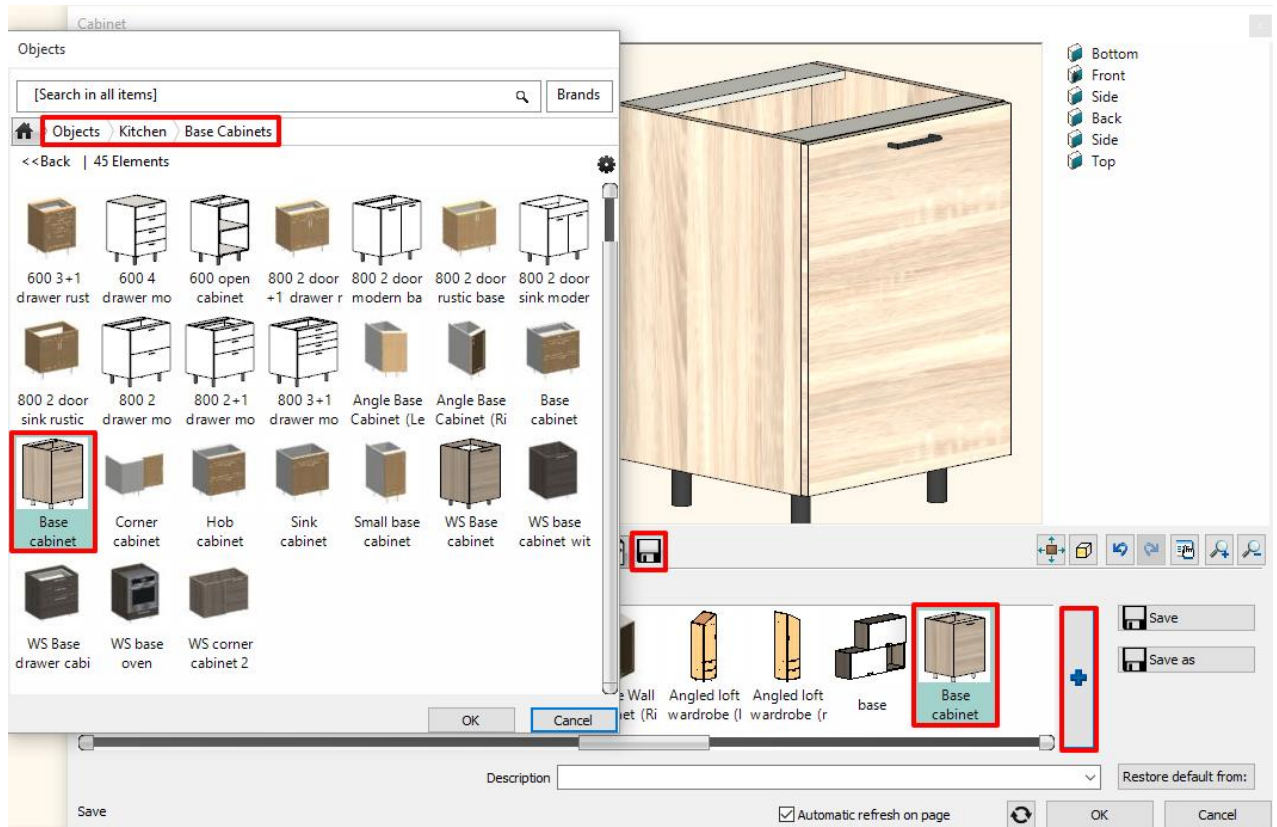 Cabinet
Objects
[Search in all items]
Brands
Objects Kitchen Base Cabinets
<<Back | 45 Elements
600 3+1
drawer rust
600 4
drawer mo
600 open
cabinet
800 2 door
+1 drawer r
800 2 door
modern ba
800 2 door
rustic base
800 2 door
sink moder
800 2 door
sink rustic
800 2
drawer mo
800 2+1
drawer mo
800 3+1
drawer mo
Angle Base
Cabinet (Le
Angle Base
Cabinet (Ri
Base
cabinet
Base
cabinet
Corner
cabinet
Hob
cabinet
Sink
cabinet
Small base
cabinet
WS Base
cabinet
WS base
cabinet wit
WS Base
drawer cabi
WS base
oven
WS corner
cabinet 2
OK
Cancel
Bottom
Front
Side
Back
Side
Top
Wall
(Ri
Angled loft
wardrobe (l
Angled loft
wardrobe (r
base
Base
cabinet
Save
Save as
Description
Restore default from:
Save
Automatic refresh on page
OK
Cancel